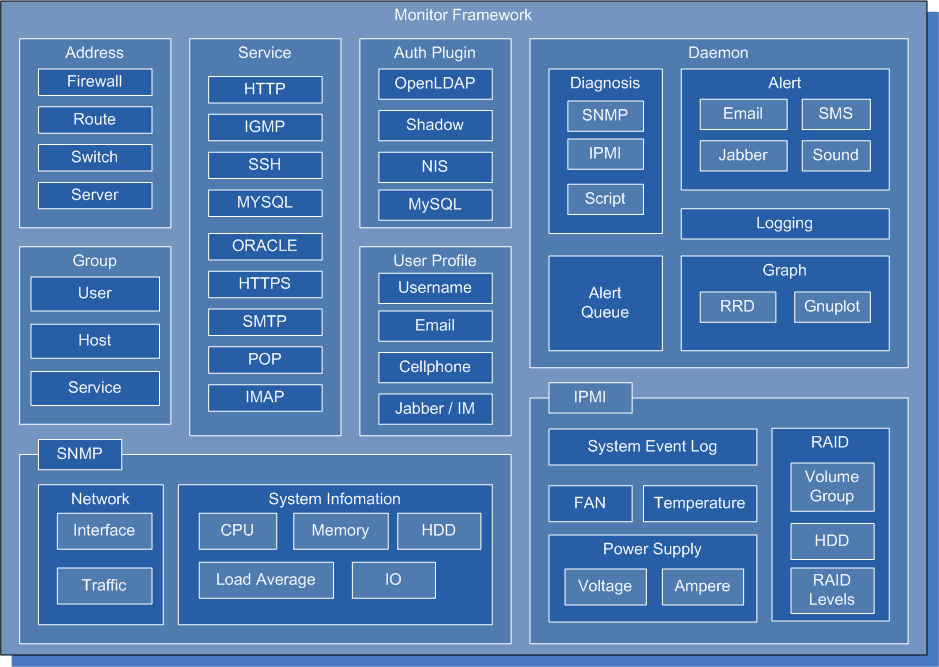 Monitor Framework
Address
Firewall
Route
Switch
Server
Group
User
Host
Service
Service
HTTP
IGMP
SSH
MYSQL
ORACLE
HTTPS
SMTP
POP
IMAP
Auth Plugin
OpenLDAP
Shadow
NIS
MySQL
User Profile
Username
Email
Cellphone
Jabber / IM
Daemon
Diagnosis
SNMP
IPMI
Script
Alert
Email
SMS
Jabber
Sound
Logging
Alert
Queue
Graph
RRD
Gnuplot
SNMP
Network
Interface
Traffic
System Infomation
CPU
Memory
HDD
Load Average
IO
IPMI
System Event Log
FAN
Temperature
Power Supply
Voltage
Ampere
RAID
Volume
Group
HDD
RAID
Levels